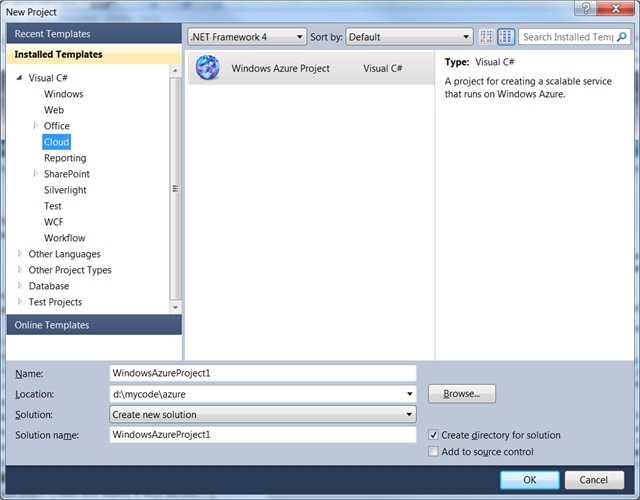 New Project
Recent Templates
.NET Framework 4 Sort by: Default Search Installed Temp
Installed Templates
Visual C#
Windows
Web
Office
Cloud
Reporting
SharePoint
Silverlight
Test
WCF
Workflow
Other Languages
Other Project Types
Database
Test Projects
Online Templates
Windows Azure Project Visual C#
Type: Visual C#
A project for creating a scalable service
that runs on Windows Azure.
Name: WindowsAzureProject1
Location: d:\mycode\azure Browse...
Solution: Create new solution
Solution name: WindowsAzureProject1
Create directory for solution
Add to source control
OK Cancel